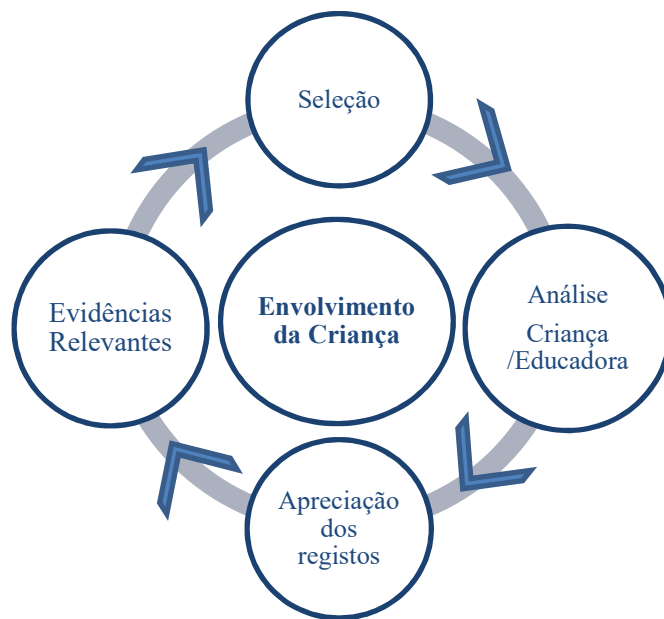 Seleção
Evidências
Relevantes
Envolvimento
da Criança
Análise
Criança
/Educadora
Apreciação
dos
registos